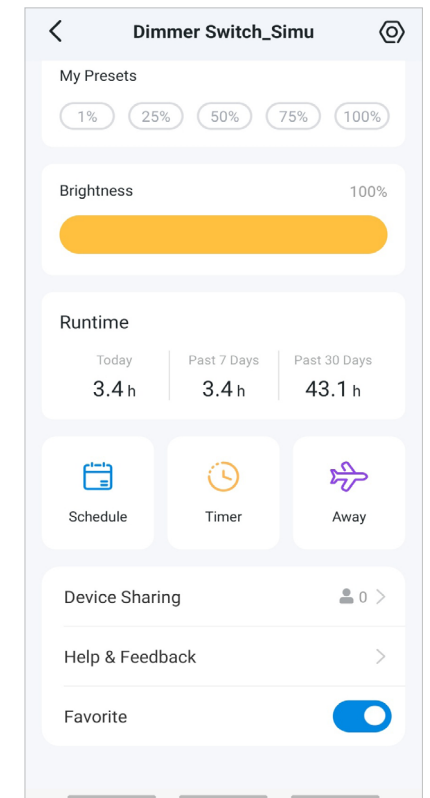 Dimmer Switch_Simu
My Presets
1% 25% 50% 75% 100%
Brightness 100%
Runtime
Today Past 7 Days Past 30 Days
3.4 h 3.4 h 43.1 h
Schedule Timer Away
Device Sharing 0
Help & Feedback
Favorite